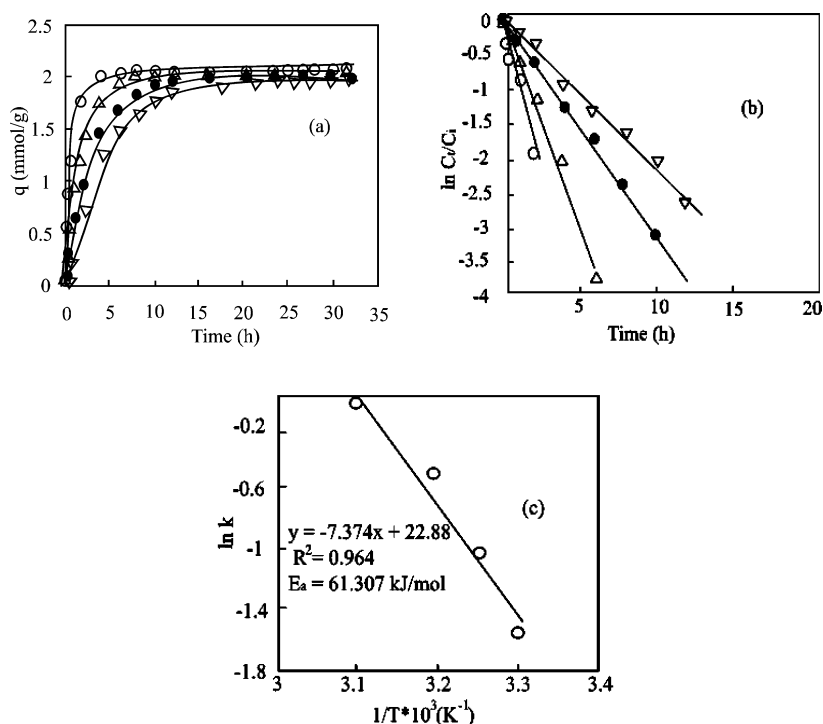 2.5
2
1.5
1
0.5
0
q (mmol/g)
(a)
0 5 10 15 20 25 30 35
Time (h)
0
-0.5
-1
-1.5
-2
-2.5
-3
-3.5
-4
ln Cₜ/Cᵢ
(b)
5 10 15 20
Time (h)
-0.2
-0.6
-1
-1.4
-1.8
ln k
(c)
y = -7.374x + 22.88
R²= 0.964
Eₐ = 61.307 kJ/mol
3 3.1 3.2 3.3 3.4
1/T*10³(K⁻¹)